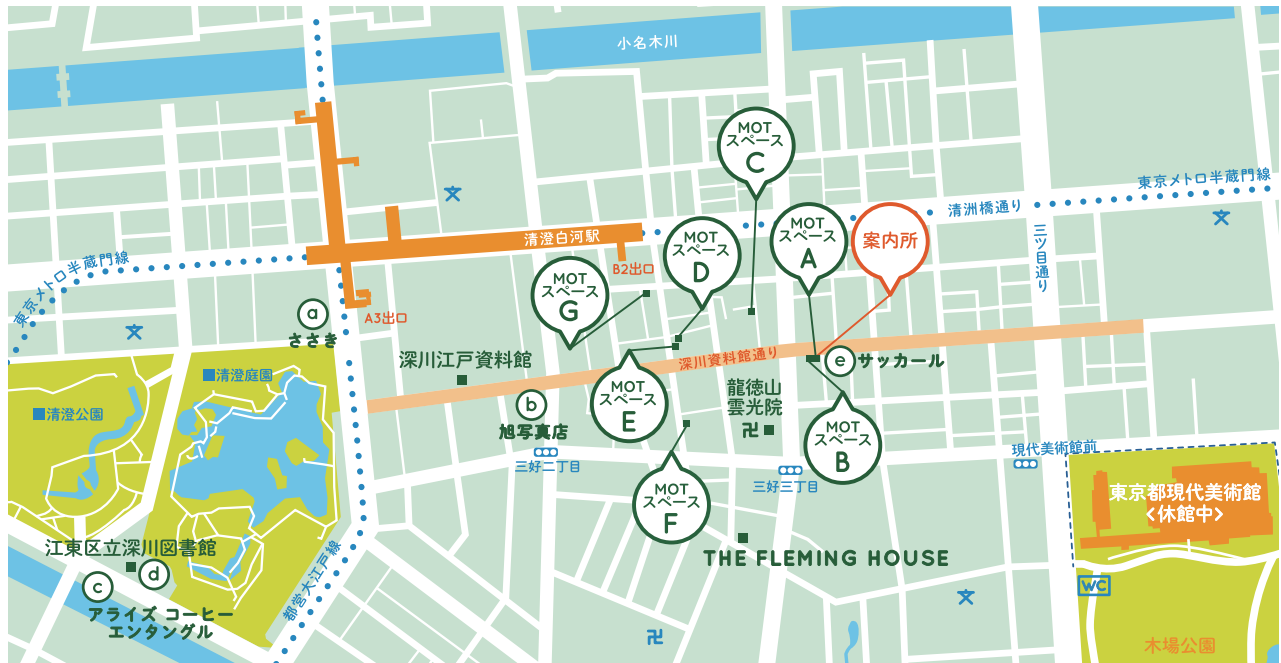 小名木川
MOT
スペース
C
東京メトロ半蔵門線
清洲橋通り
三ツ目通り
MOT
スペース
A
案内所
MOT
スペース
D
清澄白河駅
B2出口
MOT
スペース
G
東京メトロ半蔵門線
A3出口
a
ささき
深川江戸資料館
深川資料館通り
e
サッカール
清澄庭園
清澄公園
b
旭写真店
三好二丁目
MOT
スペース
E
龍徳山
雲光院
卍
MOT
スペース
B
三好三丁目
現代美術館前
東京都現代美術館
<休館中>
MOT
スペース
F
THE FLEMING HOUSE
江東区立深川図書館
c
d
アライズ コーヒー
エンタングル
都営大江戸線
卍
WC
木場公園